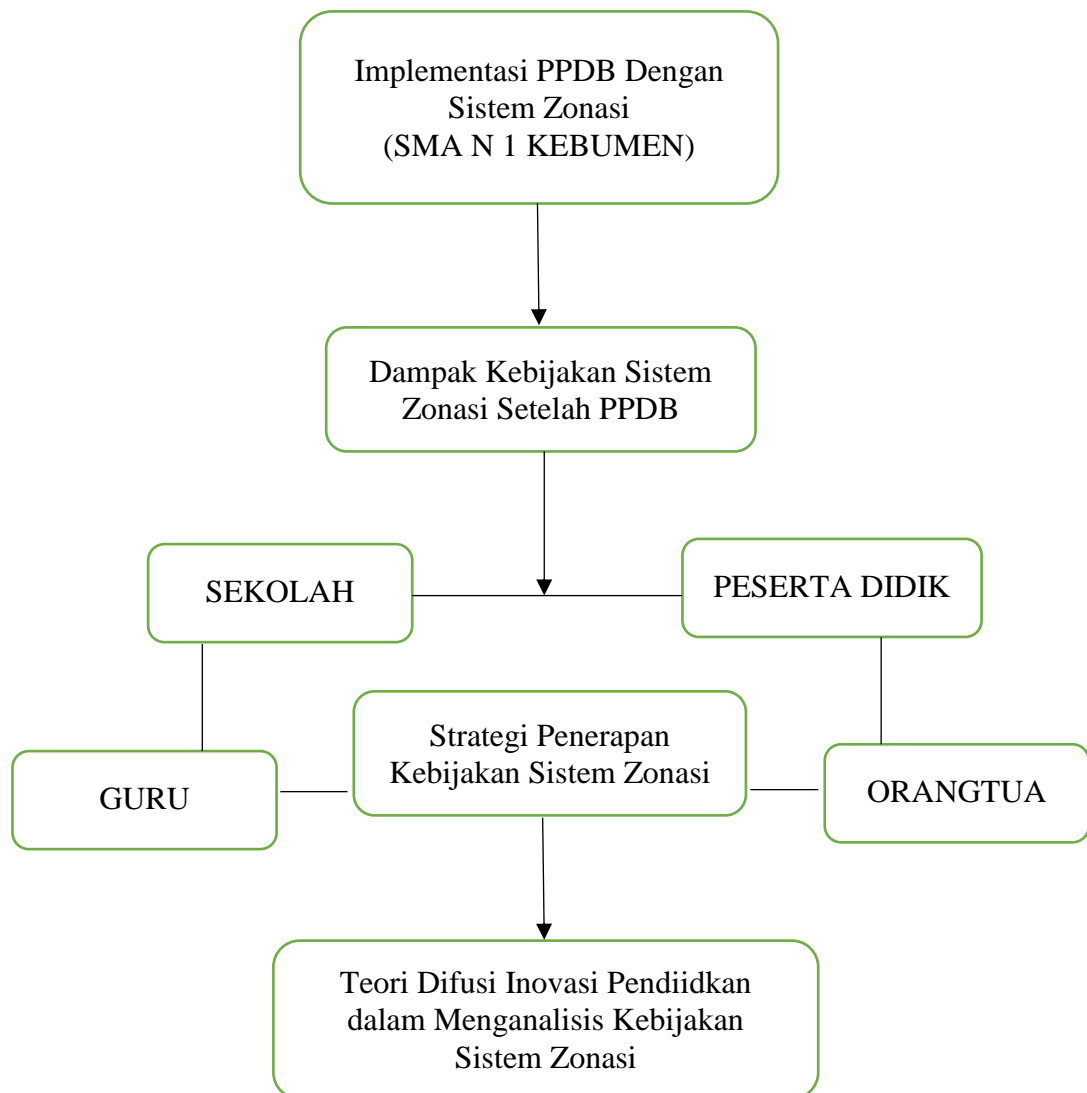 Implementasi PPDB Dengan
Sistem Zonasi
(SMA N 1 KEBUMEN)
Dampak Kebijakan Sistem
Zonasi Setelah PPDB
SEKOLAH
PESERTA DIDIK
Strategi Penerapan
Kebijakan Sistem Zonasi
GURU
ORANGTUA
Teori Difusi Inovasi Pendiidkan
dalam Menganalisis Kebijakan
Sistem Zonasi